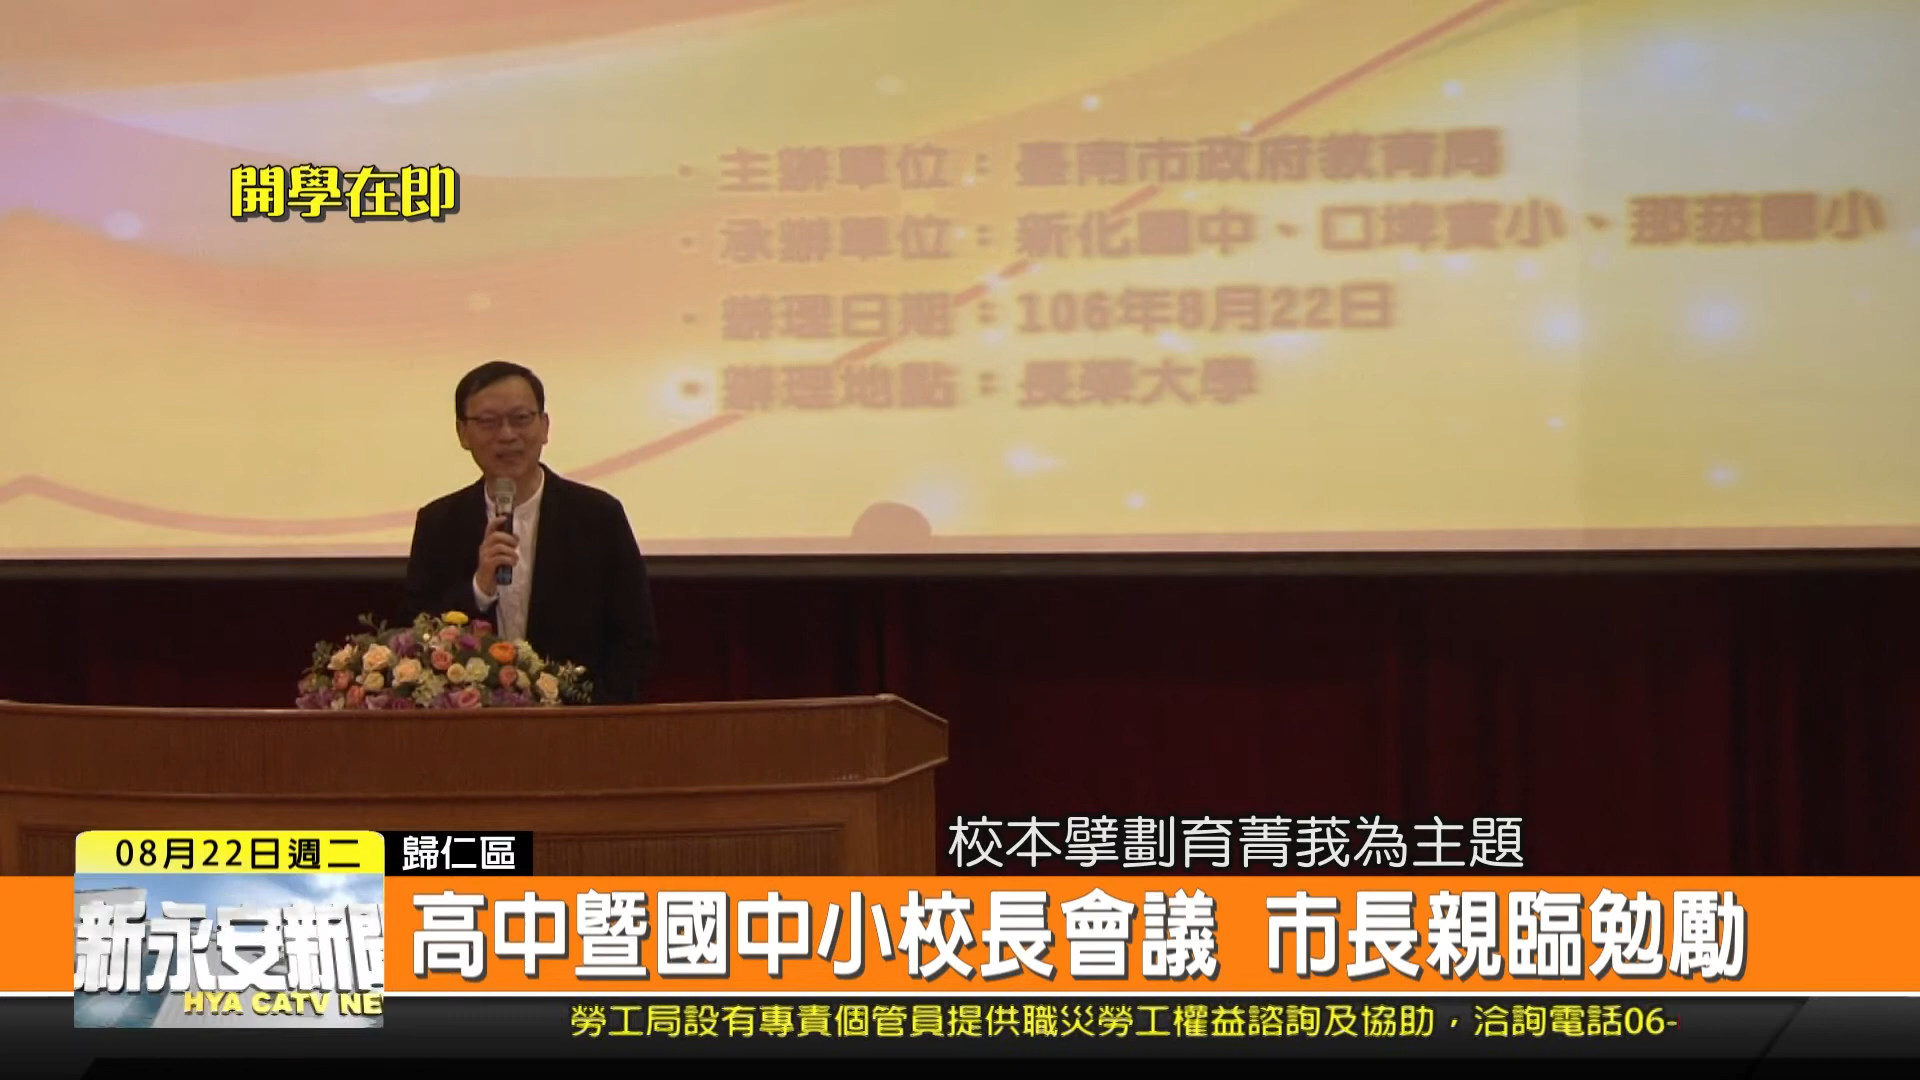 主辦單位：臺南市政府教育局
開學在即
承辦單位：新化國中、口埤實小、那菝國小
辦理日期：106年8月22日
辦理地點：長榮大學
校本擘劃育菁莪為主題
08月22日週二
歸仁區
高中暨國中小校長會議 市長親臨勉勵
新永安新聞
HYA CATV NE
勞工局設有專責個管員提供職災勞工權益諮詢及協助，洽詢電話06-